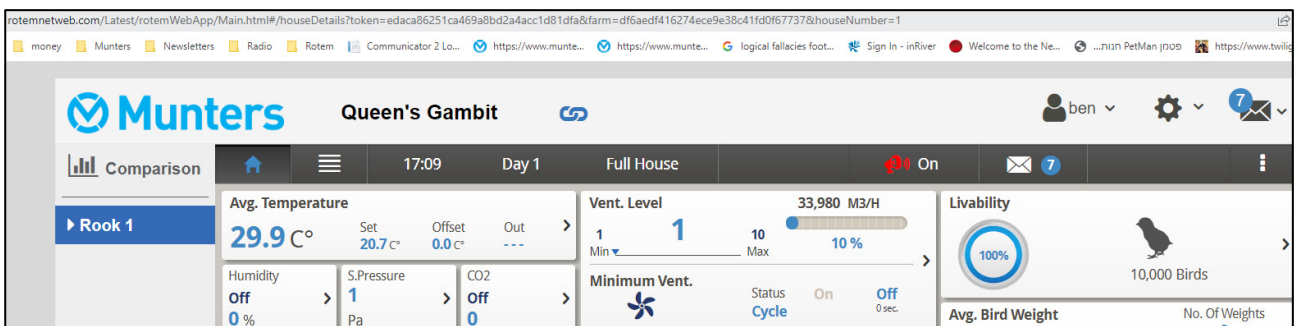 rotemnetweb.com/Latest/rotemWebApp/Main.html#/houseDetails?token=edaca86251ca469a8bd2a4acc1d81dfa&farm=df6aedf416274ece9e38c41fd0f67737&houseNumber=1
money Munters Newsletters Radio Rotem Communicator 2 Lo... https://www.munte... https://www.munte... logical fallacies foot... Sign In - inRiver Welcome to the Ne... פטמן PetMan חנות... https://www.twilig
Munters Queen's Gambit ben 7
Comparison 17:09 Day 1 Full House On 7
Rook 1
Avg. Temperature
29.9 C° Set Offset Out
20.7 C° 0.0 C° ---
Humidity S.Pressure CO2
Off 1 Off
0 % Pa 0
Vent. Level 33,980 M3/H
1 1 10 10 %
Min Max
Minimum Vent.
Status On Off
Cycle 0 sec.
Livability
100%
10,000 Birds
Avg. Bird Weight No. Of Weights